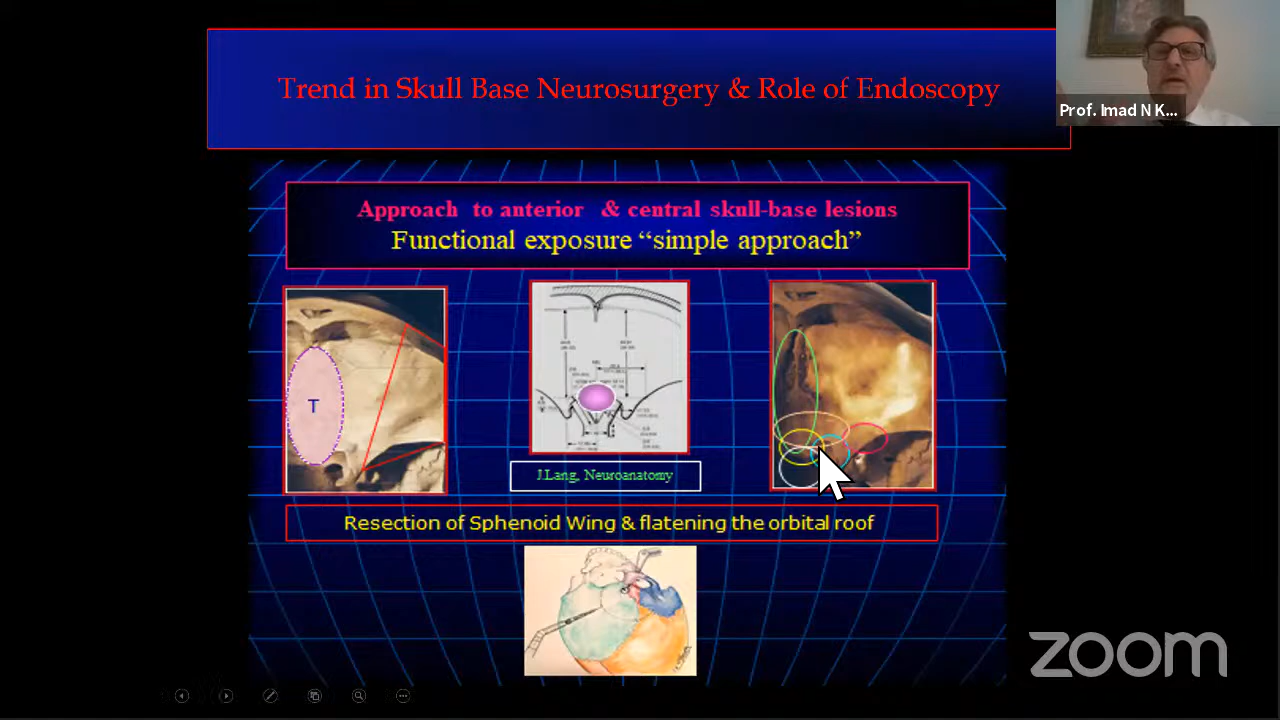 Trend in Skull Base Neurosurgery & Role of Endoscopy
Prof. Imad N K...
Approach to anterior & central skull-base lesions
Functional exposure “simple approach”
T
J.Lang, Neuroanatomy
Resection of Sphenoid Wing & flatening the orbital roof
zoom